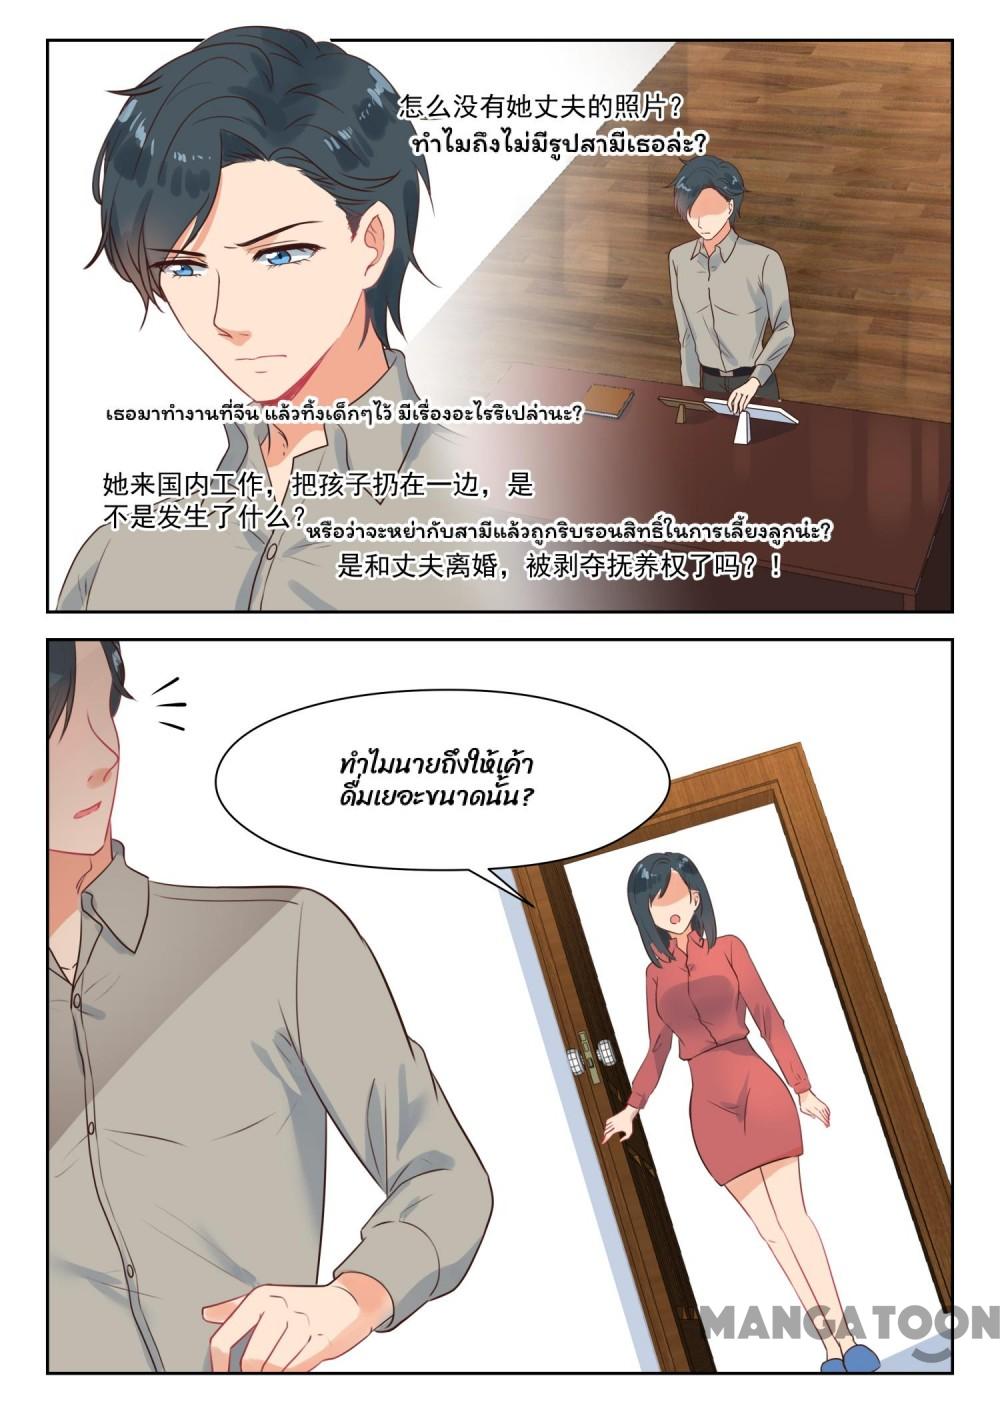 怎么没有她丈夫的照片？
ทำไมถึงไม่มีรูปสามีเธอล่ะ?
เธอมาทำงานที่จีน แล้วทิ้งเด็กๆไว้ มีเรื่องอะไรรึเปล่านะ?
她来国内工作，把孩子扔在一边，是
不是发生了什么？
หรือว่าจะหย่ากับสามีแล้วถูกริบรอนสิทธิ์ในการเลี้ยงลูกน่ะ?
是和丈夫离婚，被剥夺抚养权了吗？！
ทำไมนายถึงให้เค้า
ดื่มเยอะขนาดนั้น?
MANGATOON